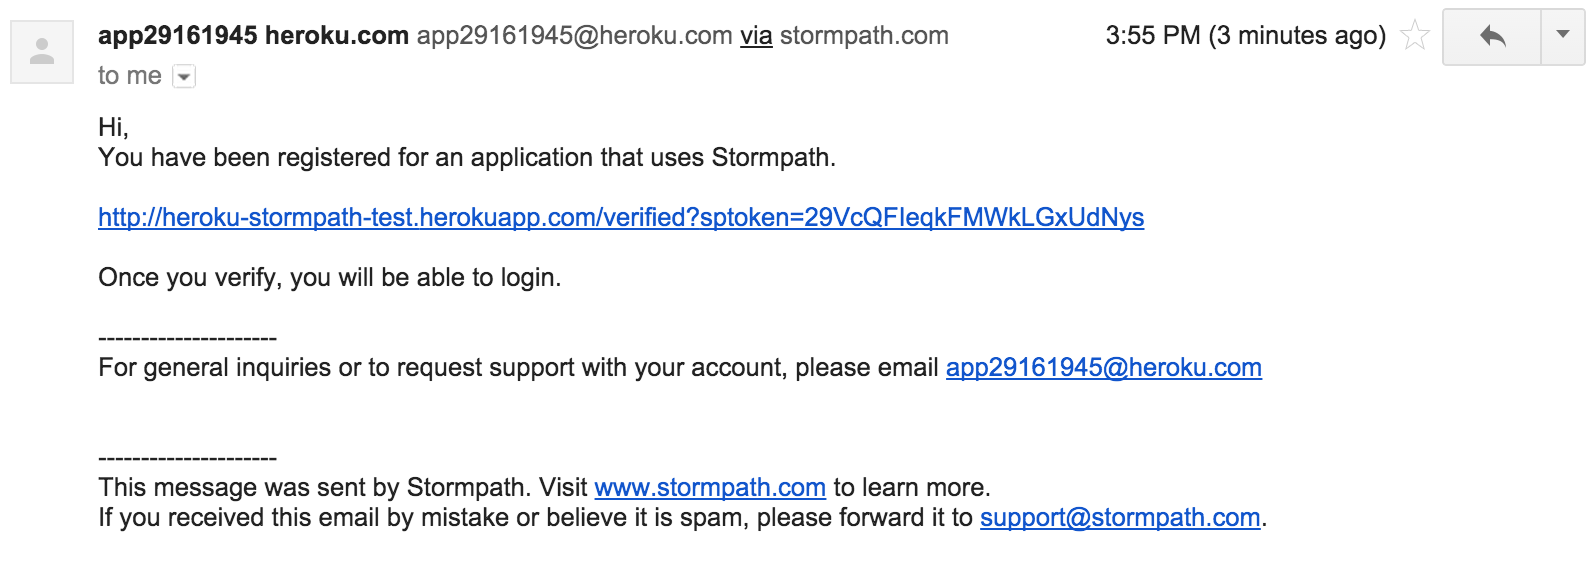 app29161945 heroku.com app29161945@heroku.com via stormpath.com 3:55 PM (3 minutes ago)
to me
Hi,
You have been registered for an application that uses Stormpath.
http://heroku-stormpath-test.herokuapp.com/verified?sptoken=29VcQFIeqkFMWkLGxUdNys
Once you verify, you will be able to login.
---------------------
For general inquiries or to request support with your account, please email app29161945@heroku.com
---------------------
This message was sent by Stormpath. Visit www.stormpath.com to learn more.
If you received this email by mistake or believe it is spam, please forward it to support@stormpath.com.